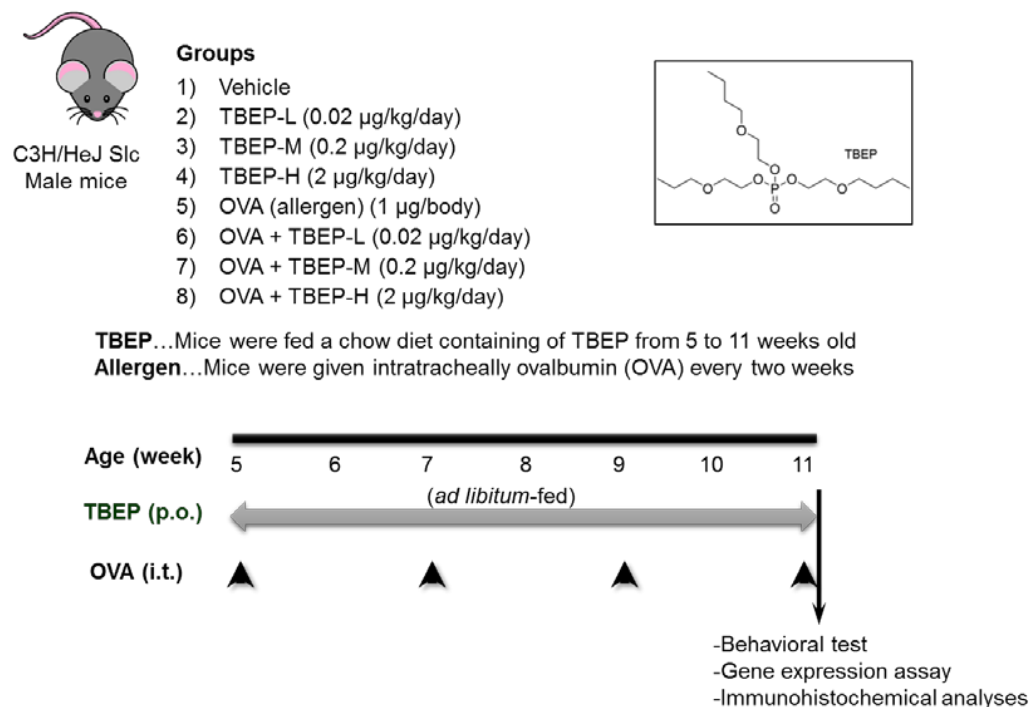 Groups
1) Vehicle
2) TBEP-L (0.02 µg/kg/day)
3) TBEP-M (0.2 µg/kg/day)
4) TBEP-H (2 µg/kg/day)
5) OVA (allergen) (1 µg/body)
6) OVA + TBEP-L (0.02 µg/kg/day)
7) OVA + TBEP-M (0.2 µg/kg/day)
8) OVA + TBEP-H (2 µg/kg/day)
C3H/HeJ Slc
Male mice
O
TBEP
O
O
O
P
O
O
O
TBEP…Mice were fed a chow diet containing of TBEP from 5 to 11 weeks old
Allergen…Mice were given intratracheally ovalbumin (OVA) every two weeks
Age (week) 5 6 7 8 9 10 11
(ad libitum-fed)
TBEP (p.o.)
OVA (i.t.)
-Behavioral test
-Gene expression assay
-Immunohistochemical analyses